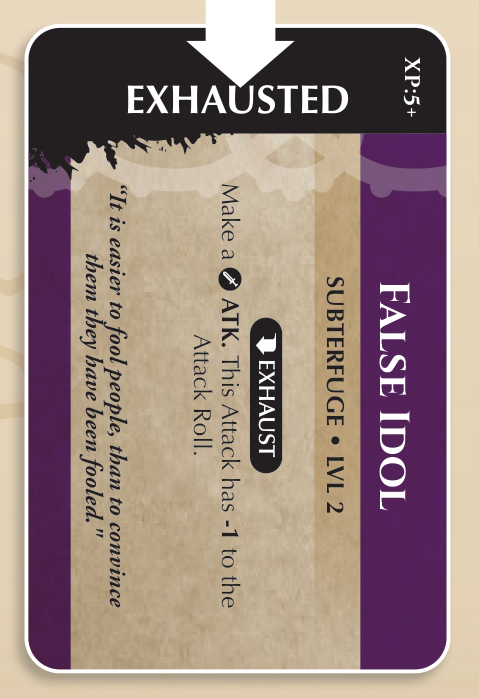 EXHAUSTED
XP:5+
FALSE IDOL
SUBTERFUGE • LVL 2
EXHAUST
Make a ATK. This Attack has -1 to the
Attack Roll.
“It is easier to fool people, than to convince
them they have been fooled.”